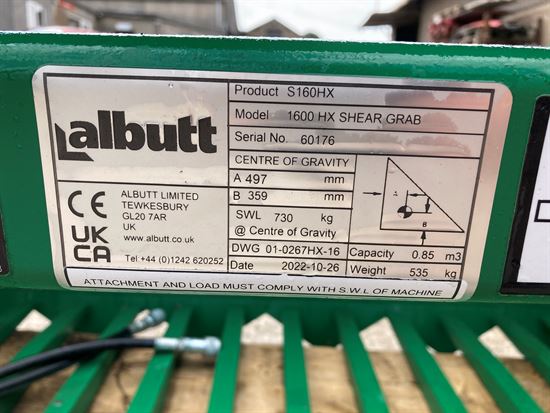 albutt
ALBUTT LIMITED
TEWKESBURY
GL20 7AR
UK
www.albutt.co.uk
Tel +44 (0)1242 620252
CE
UK
CA
Product S160HX
Model 1600 HX SHEAR GRAB
Serial No. 60176
CENTRE OF GRAVITY
A 497 mm
B 359 mm
SWL 730 kg
@ Centre of Gravity
DWG 01-0267HX-16
Date 2022-10-26
A
B
Capacity 0.85 m3
Weight 535 kg
ATTACHMENT AND LOAD MUST COMPLY WITH S.W.L OF MACHINE